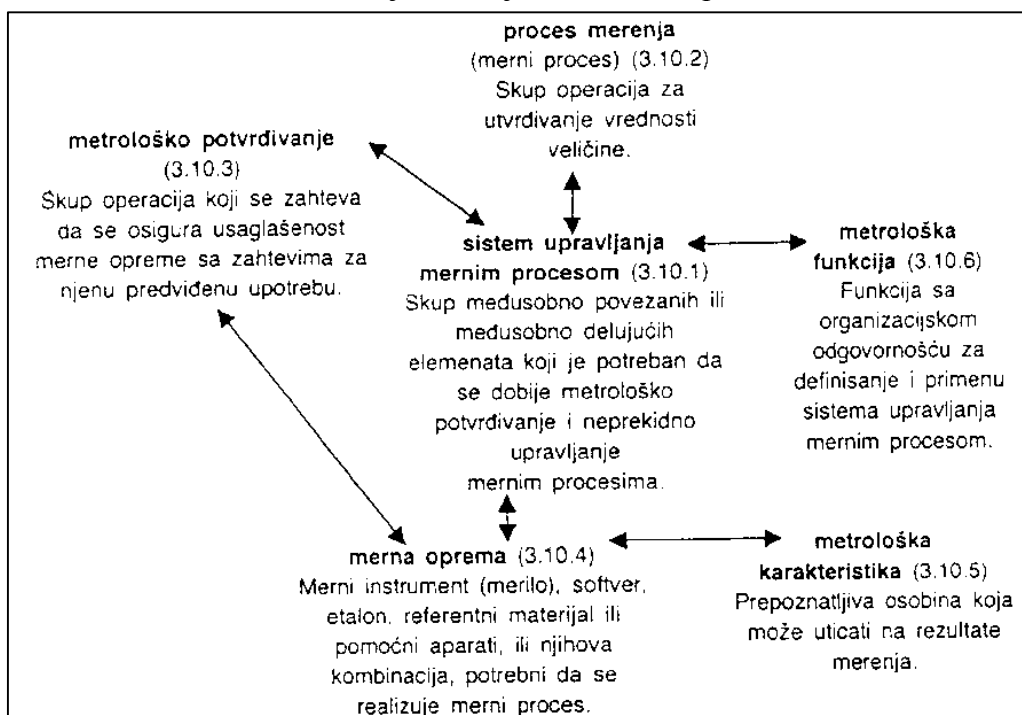 proces merenja
(merni proces) (3.10.2)
Skup operacija za
utvrđivanje vrednosti
veličine.
metrološko potvrđivanje
(3.10.3)
Skup operacija koji se zahteva
da se osigura usaglašenost
merne opreme sa zahtevima za
njenu predviđenu upotrebu.
sistem upravljanja
mernim procesom (3.10.1)
Skup međusobno povezanih ili
međusobno delujućih
elemenata koji je potreban da
se dobije metrološko
potvrđivanje i neprekidno
upravljanje
mernim procesima.
metrološka
funkcija (3.10.6)
Funkcija sa
organizacijskom
odgovornošću za
definisanje i primenu
sistema upravljanja
mernim procesom.
merna oprema (3.10.4)
Merni instrument (merilo), softver,
etalon, referentni materijal ili
pomoćni aparati, ili njihova
kombinacija, potrebni da se
realizuje merni proces.
metrološka
karakteristika (3.10.5)
Prepoznatljiva osobina koja
može uticati na rezultate
merenja.